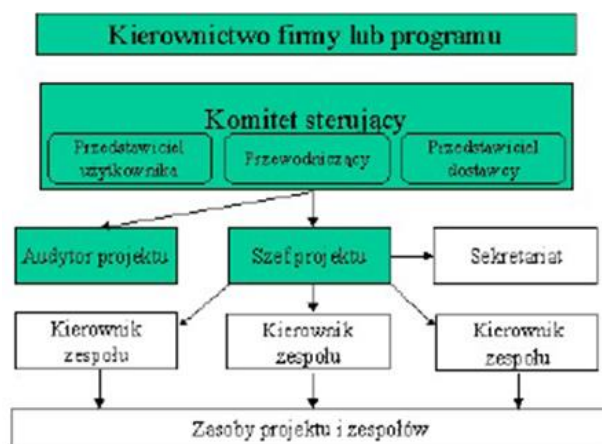 Kierownictwo firmy lub programu
Komitet sterujący
Przedstawiciel
użytkownika
Przewodniczący
Przedstawiciel
dostawcy
Audytor projektu
Szef projektu
Sekretariat
Kierownik
zespołu
Kierownik
zespołu
Kierownik
zespołu
Zasoby projektu i zespołów